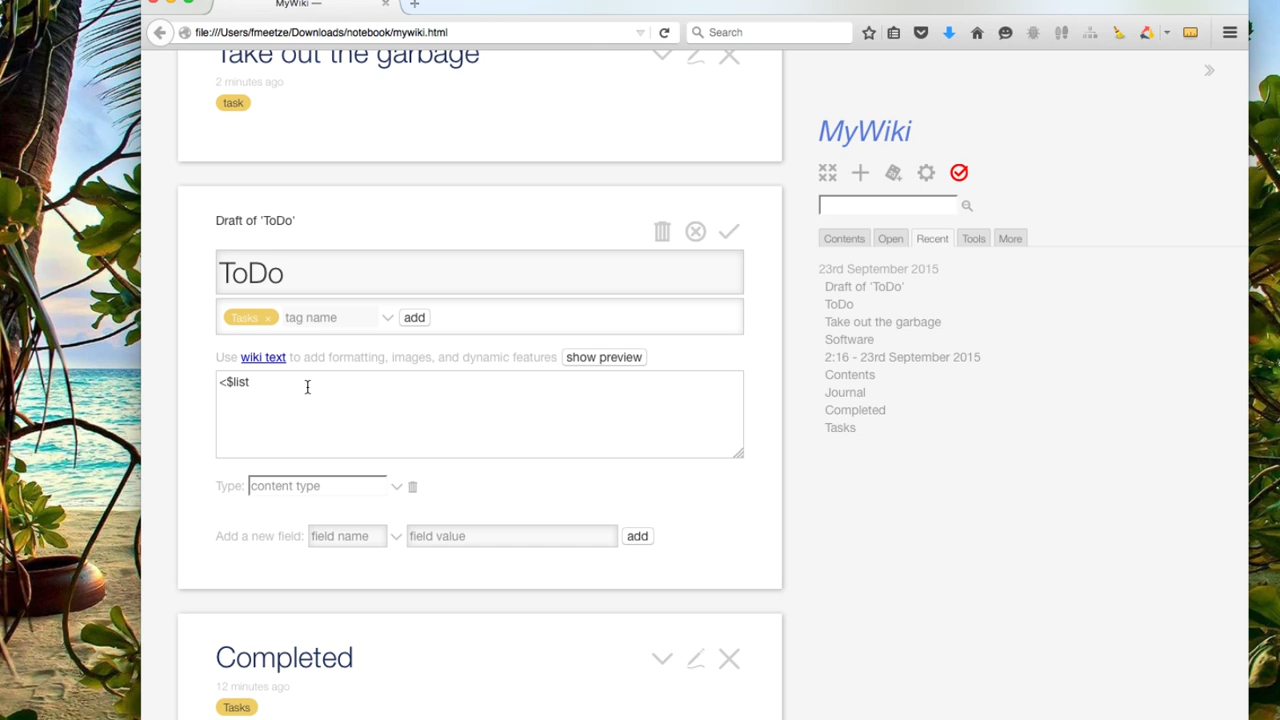 MyWiki —
file:///Users/fmeetze/Downloads/notebook/mywiki.html
Search
Take out the garbage
2 minutes ago
task
Draft of 'ToDo'
ToDo
Tasks × tag name add
Use wiki text to add formatting, images, and dynamic features show preview
<$list
Type: content type
Add a new field: field name field value add
Completed
12 minutes ago
Tasks
MyWiki
Contents Open Recent Tools More
23rd September 2015
Draft of 'ToDo'
ToDo
Take out the garbage
Software
2:16 - 23rd September 2015
Contents
Journal
Completed
Tasks